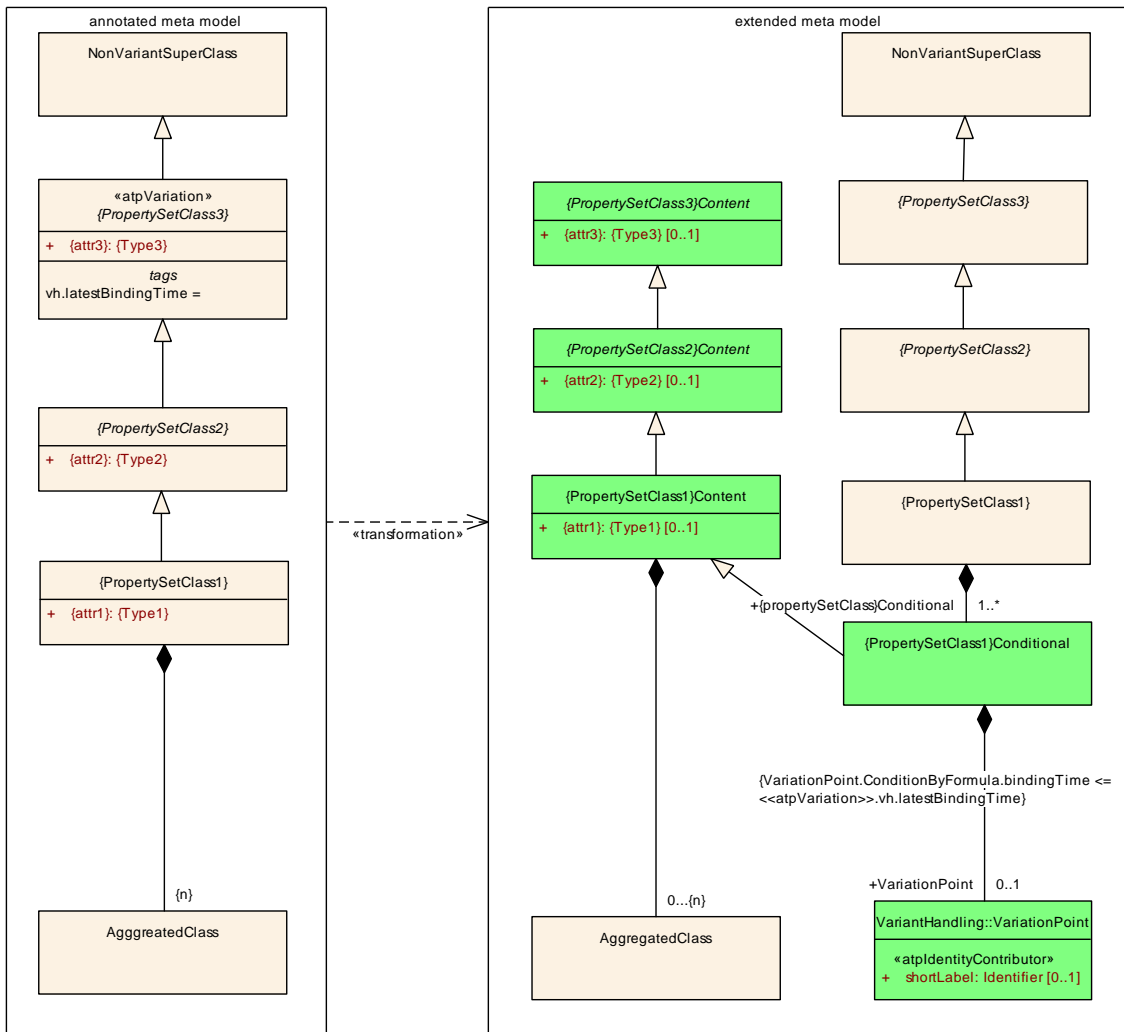 annotated meta model
NonVariantSuperClass
«atpVariation»
{PropertySetClass3}
+ {attr3}: {Type3}
tags
vh.latestBindingTime =
{PropertySetClass2}
+ {attr2}: {Type2}
{PropertySetClass1}
+ {attr1}: {Type1}
{n}
AgggreatedClass
«transformation»
extended meta model
NonVariantSuperClass
{PropertySetClass3}Content
+ {attr3}: {Type3} [0..1]
{PropertySetClass3}
{PropertySetClass2}Content
+ {attr2}: {Type2} [0..1]
{PropertySetClass2}
{PropertySetClass1}Content
+ {attr1}: {Type1} [0..1]
{PropertySetClass1}
+{propertySetClass}Conditional 1..*
{PropertySetClass1}Conditional
{VariationPoint.ConditionByFormula.bindingTime <=
<<atpVariation>>.vh.latestBindingTime}
+VariationPoint 0..1
0...{n}
AggregatedClass
VariantHandling::VariationPoint
«atpIdentityContributor»
+ shortLabel: Identifier [0..1]